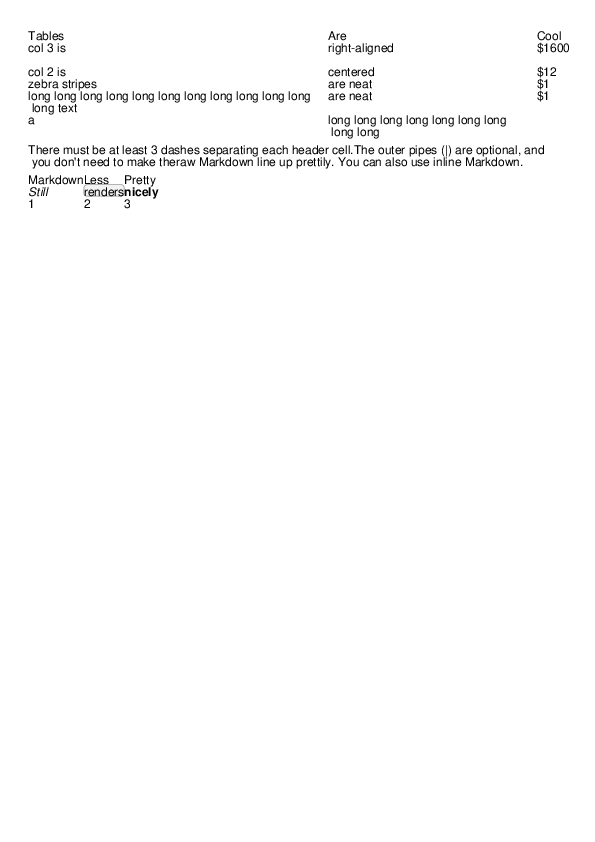 Tables Are Cool
col 3 is right-aligned $1600
col 2 is centered $12
zebra stripes are neat $1
long long long long long long long long long long long are neat $1
long text
a long long long long long long long
long long
There must be at least 3 dashes separating each header cell.The outer pipes (|) are optional, and
you don't need to make theraw Markdown line up prettily. You can also use inline Markdown.
MarkdownLess Pretty
Still rendersnicely
1 2 3